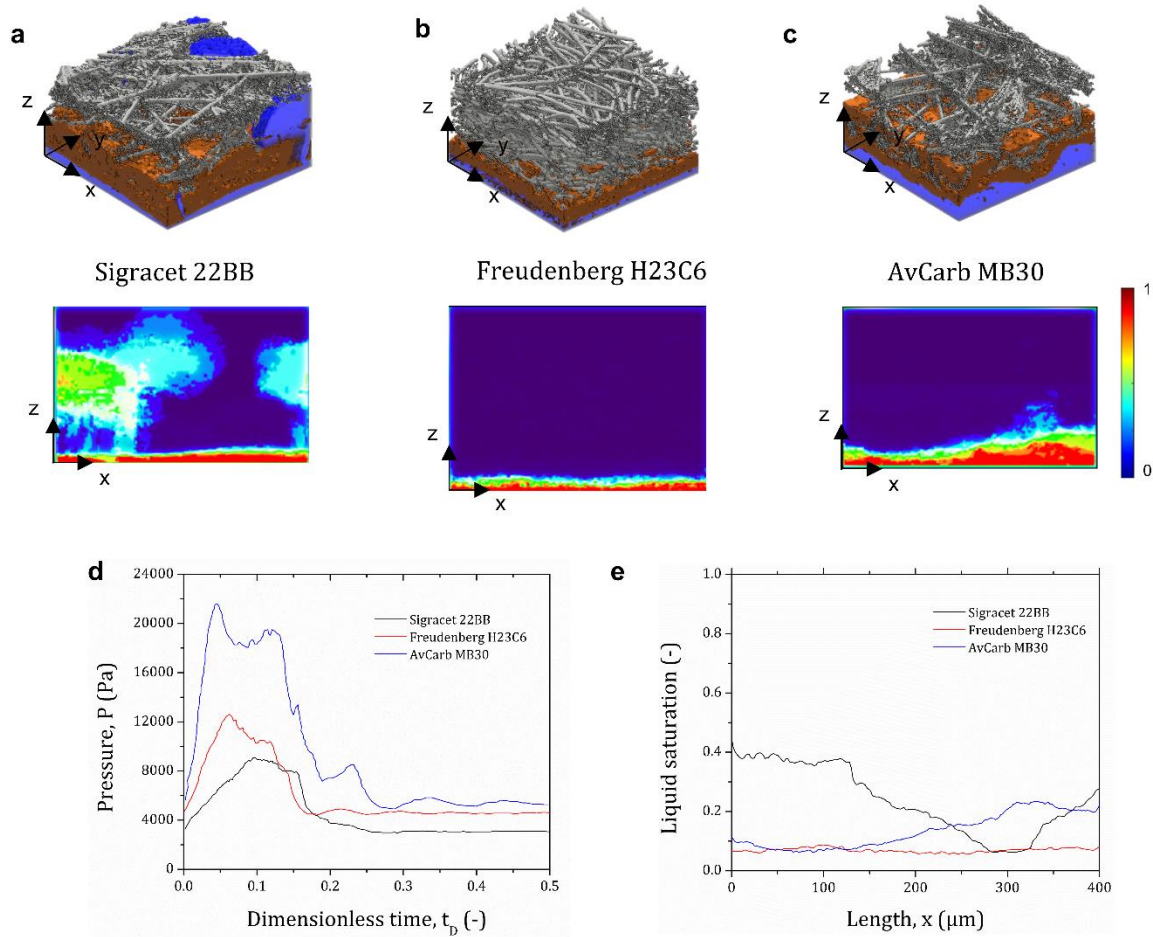 a
b
c
z
y
x
z
y
x
z
y
x
Sigracet 22BB
Freudenberg H23C6
AvCarb MB30
1
0
z
x
z
x
z
x
d
24000
20000
16000
12000
8000
4000
0
Pressure, P (Pa)
Sigracet 22BB
Freudenberg H23C6
AvCarb MB30
0.0 0.1 0.2 0.3 0.4 0.5
Dimensionless time, t_D (-)
e
1.0
0.8
0.6
0.4
0.2
0.0
Liquid saturation (-)
Sigracet 22BB
Freudenberg H23C6
AvCarb MB30
0 100 200 300 400
Length, x (µm)